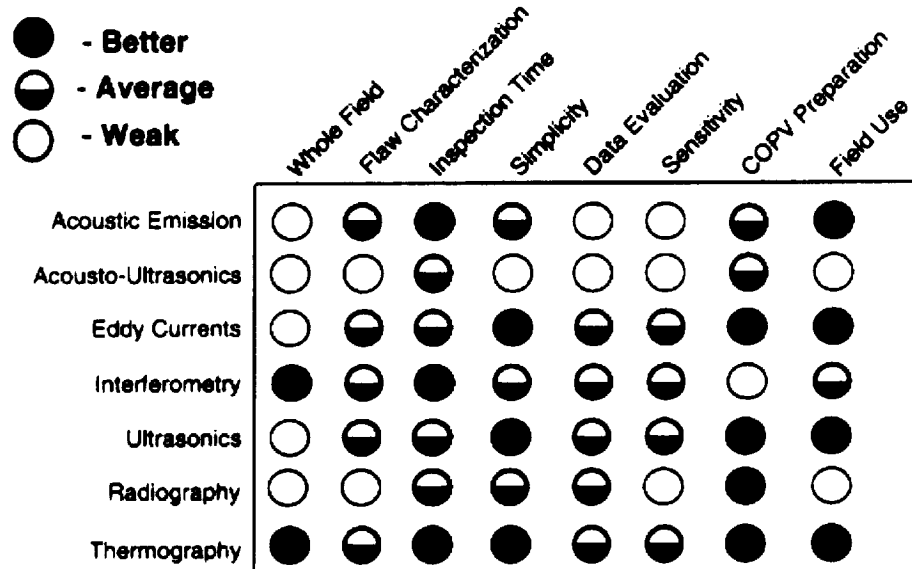 - Better
- Average
- Weak
Whole Field
Flaw Characterization
Inspection Time
Simplicity
Data Evaluation
Sensitivity
COPV Preparation
Field Use
Acoustic Emission
Acousto-Ultrasonics
Eddy Currents
Interferometry
Ultrasonics
Radiography
Thermography